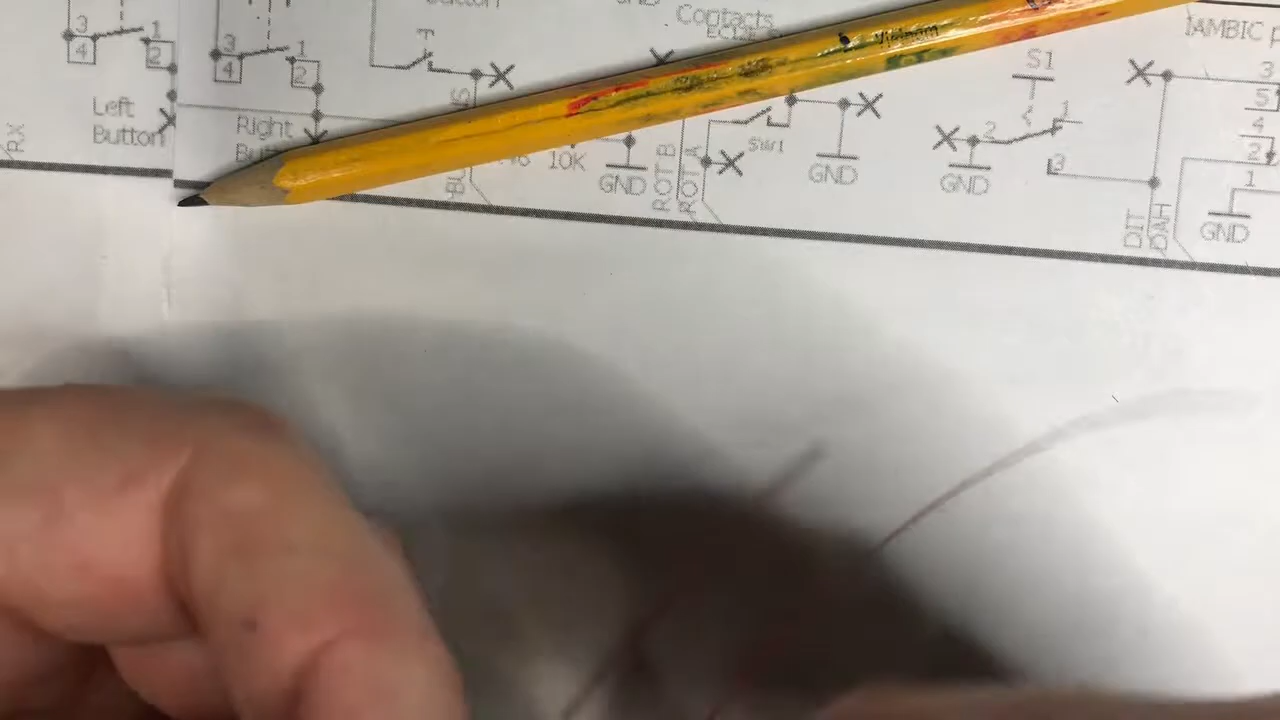 Contacts
Vietnam
IAMBIC
3
4
1
2
Left
Button
RX
3
4
1
2
Right
10K
GND
ROT B
ROT A
SW1
GND
S1
1
2
3
GND
DIT
DAH
3
5
4
2
1
GND